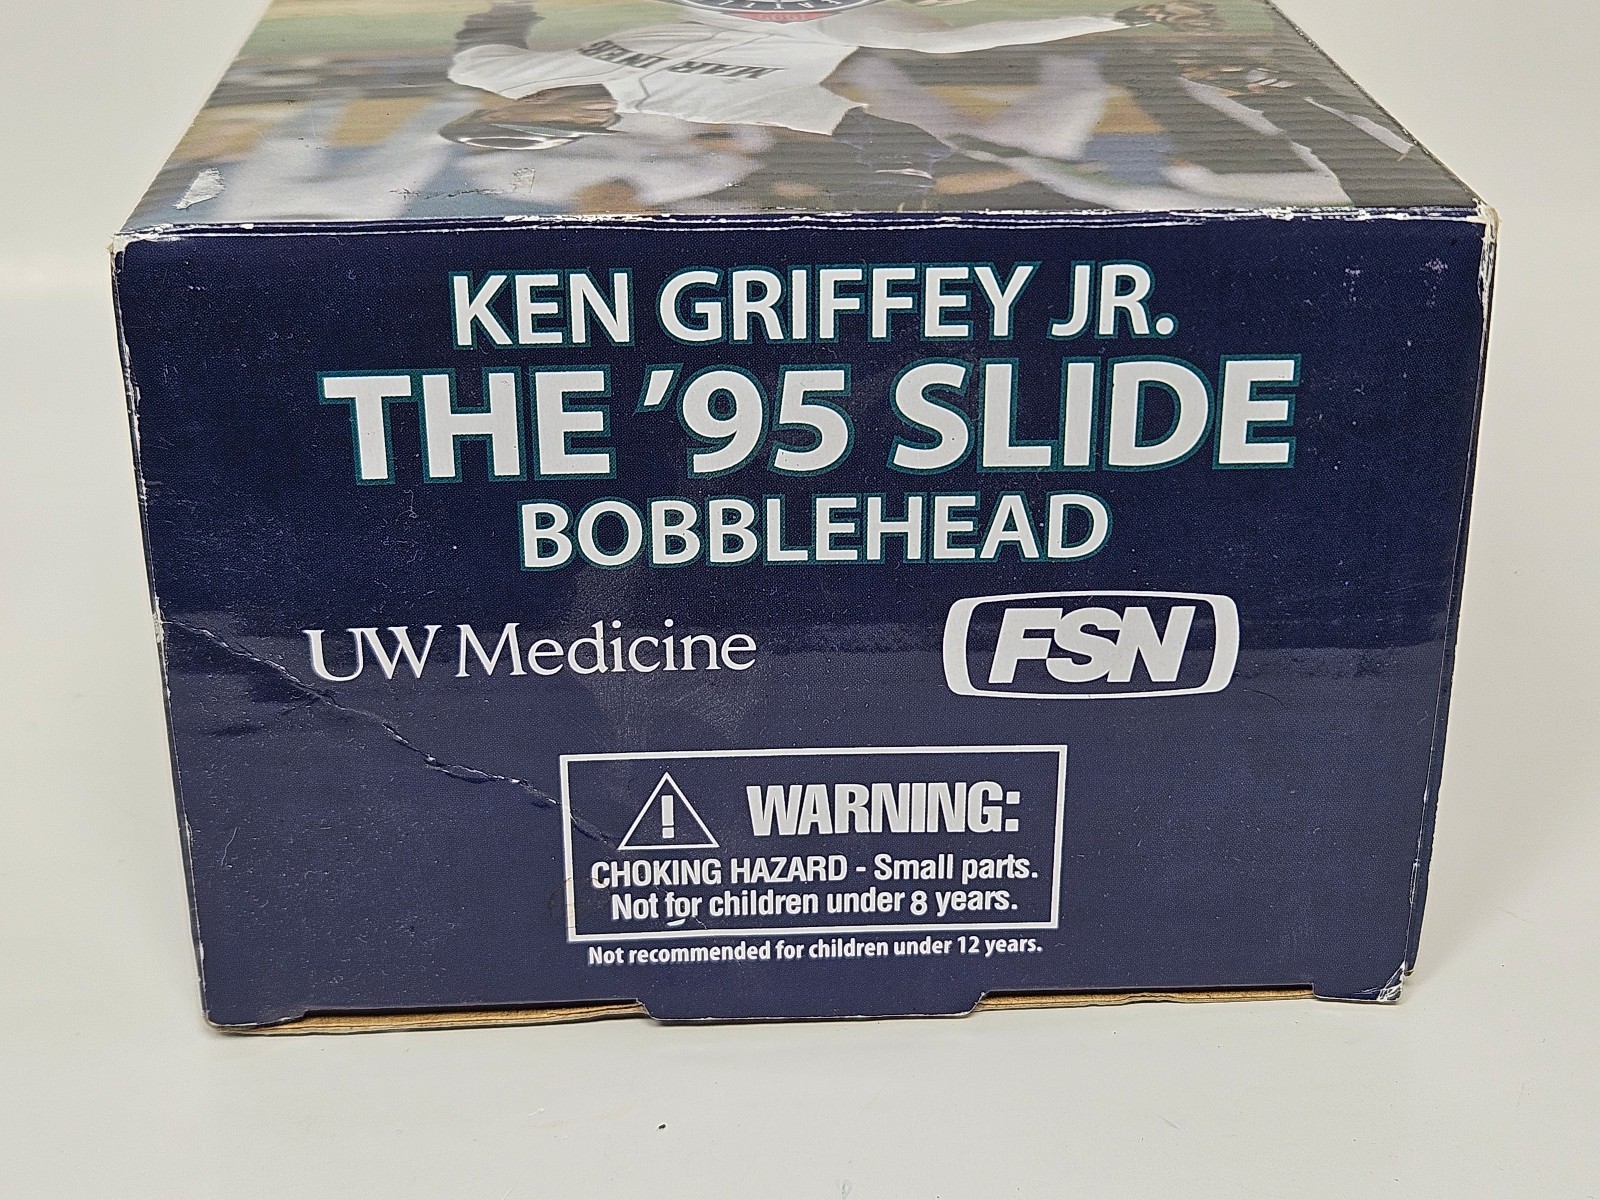 MARINERS
KEN GRIFFEY JR.
THE '95 SLIDE
BOBBLEHEAD
UW Medicine
FSN
WARNING:
CHOKING HAZARD - Small parts.
Not for children under 8 years.
Not recommended for children under 12 years.